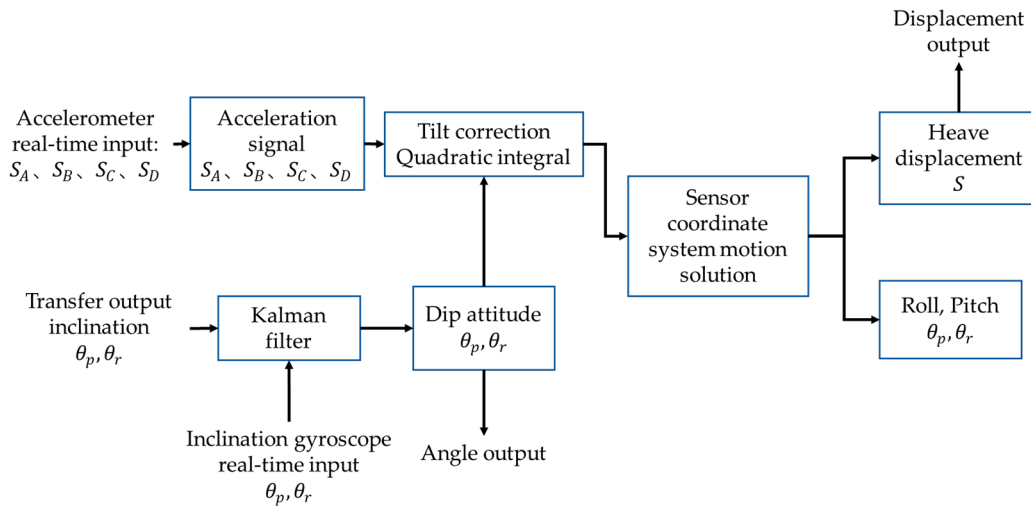 Displacement
output
Accelerometer
real-time input:
S_A、S_B、S_C、S_D
Acceleration
signal
S_A、S_B、S_C、S_D
Tilt correction
Quadratic integral
Heave
displacement
S
Sensor
coordinate
system motion
solution
Transfer output
inclination
θ_p, θ_r
Kalman
filter
Dip attitude
θ_p, θ_r
Roll, Pitch
θ_p, θ_r
Inclination gyroscope
real-time input
θ_p, θ_r
Angle output